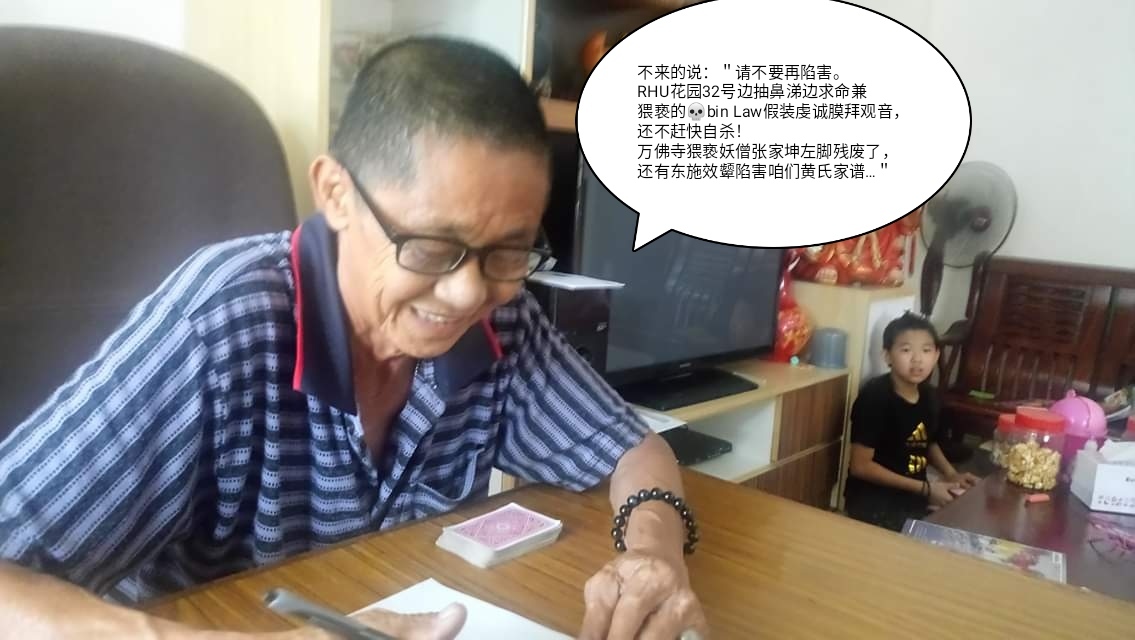 不来的说："请不要再陷害。
RHU花园32号边抽鼻涕边求命兼
猥亵的💀bin Law假装虔诚膜拜观音，
还不赶快自杀！
万佛寺猥亵妖僧张家坤左脚残废了，
还有东施效颦陷害咱们黄氏家谱..."